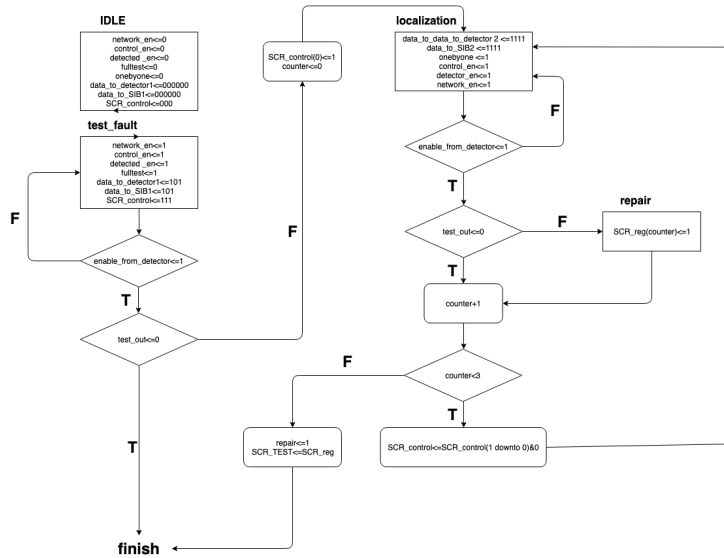 IDLE
network_en<=0
control_en<=0
detected _en<=0
fulltest<=0
onebyone<=0
data_to_detector1<=000000
data_to_SIB1<=000000
SCR_control<=000
test_fault
network_en<=1
control_en<=1
detected _en<=1
fulltest<=1
data_to_detector1<=101
data_to_SIB1<=101
SCR_control<=111
F
enable_from_detector<=1
T
test_out<=0
T
finish
SCR_control(0)<=1
counter<=0
F
localization
data_to_data_to_detector 2 <=1111
data_to_SIB2 <=1111
onebyone <=1
control_en<=1
detector_en<=1
network_en<=1
F
enable_from_detector<=1
T
test_out<=0
F
repair
SCR_reg(counter)<=1
T
counter+1
counter<3
F
T
repair<=1
SCR_TEST<=SCR_reg
SCR_control<=SCR_control(1 downto 0)&0